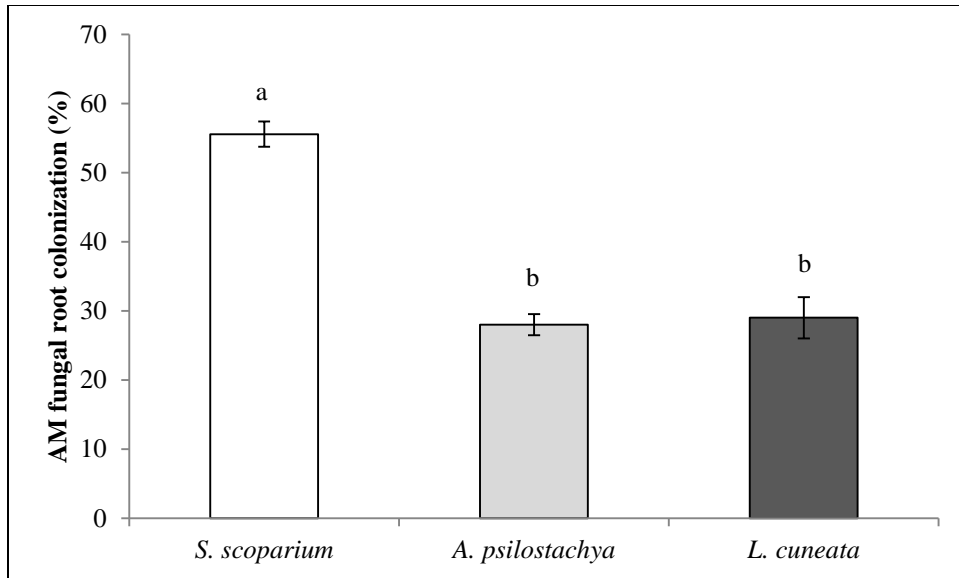 AM fungal root colonization (%)
70
60
50
40
30
20
10
0
a
b
b
S. scoparium
A. psilostachya
L. cuneata